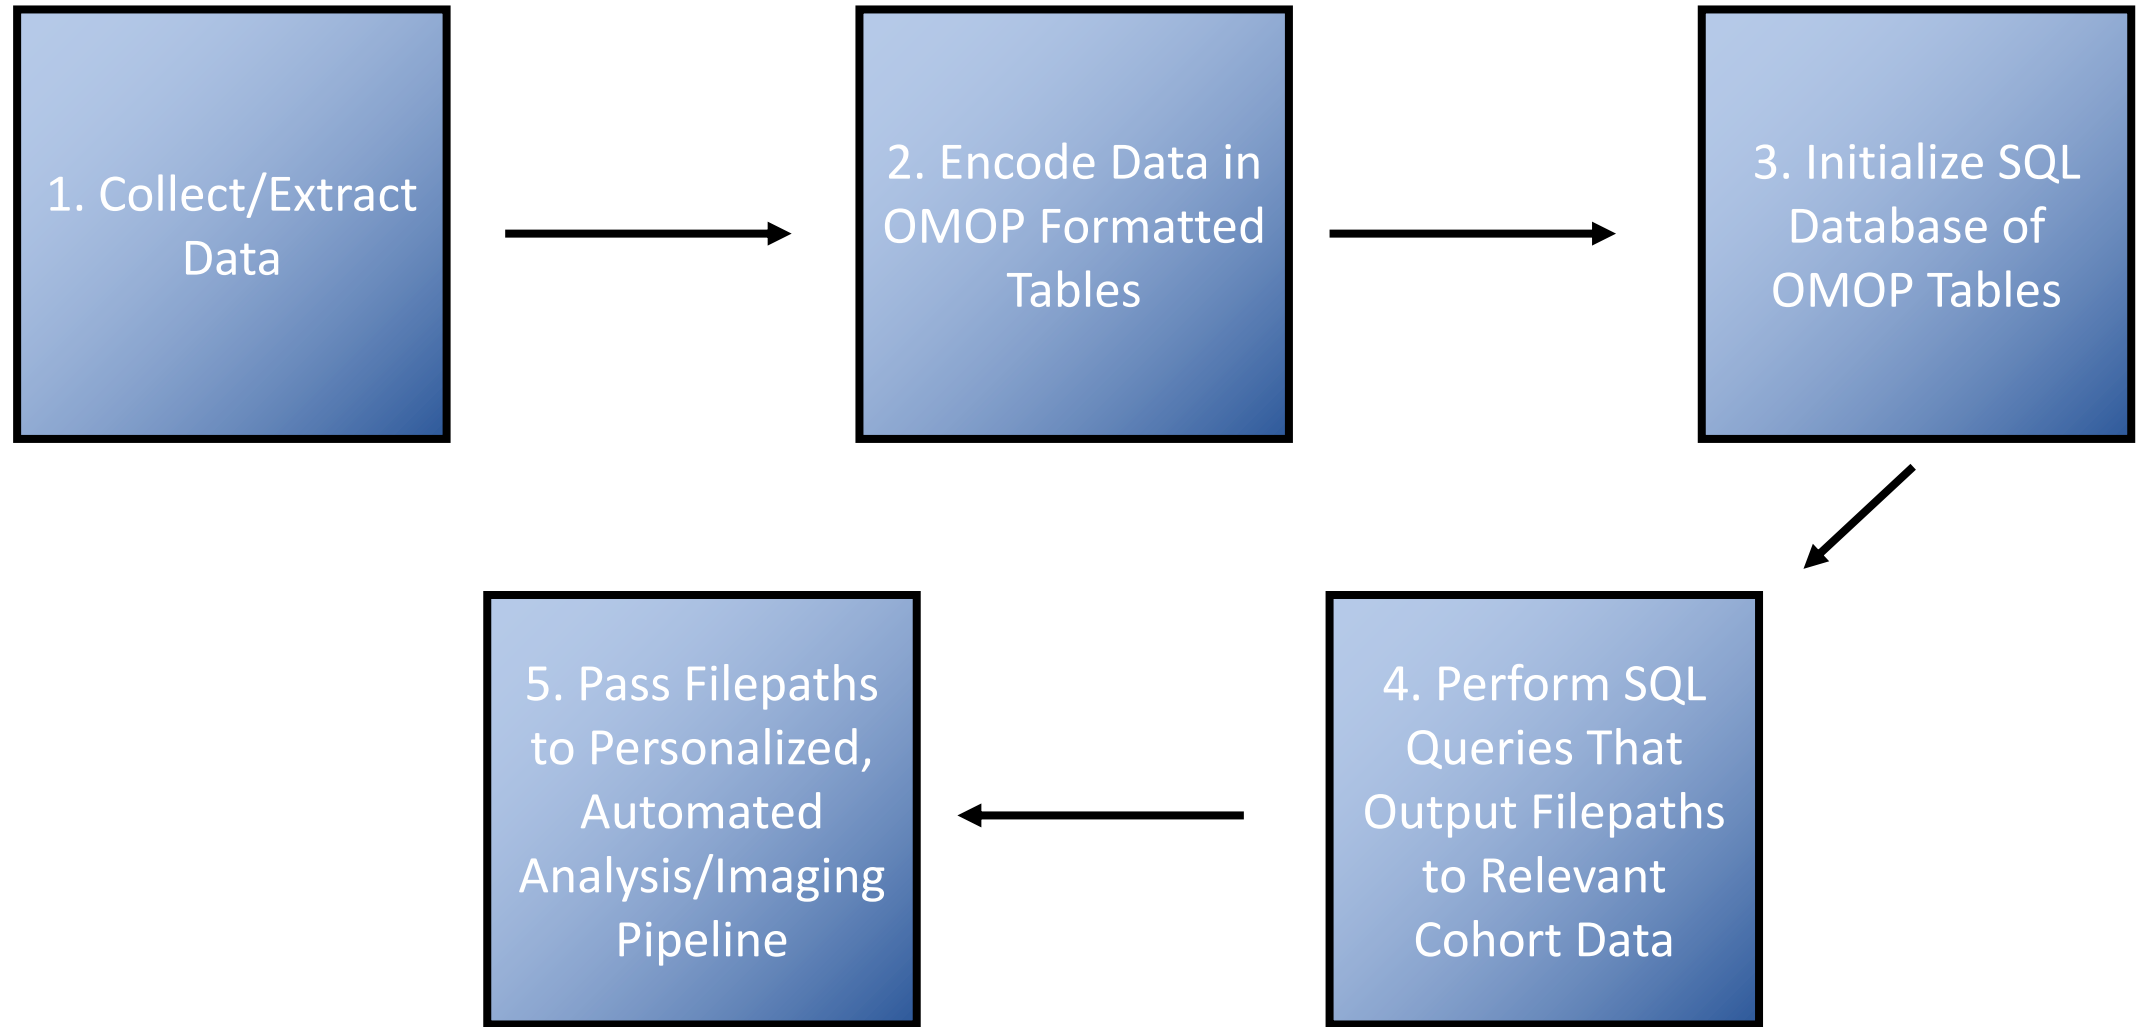 1. Collect/Extract
Data
2. Encode Data in
OMOP Formatted
Tables
3. Initialize SQL
Database of
OMOP Tables
4. Perform SQL
Queries That
Output Filepaths
to Relevant
Cohort Data
5. Pass Filepaths
to Personalized,
Automated
Analysis/Imaging
Pipeline